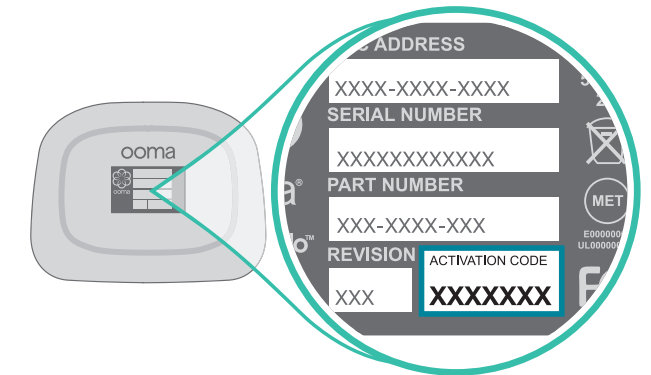 ooma
ooma
ADDRESS
XXXX-XXXX-XXXX
SERIAL NUMBER
XXXXXXXXXXXX
PART NUMBER
XXX-XXXX-XXX
MET
REVISION
ACTIVATION CODE
XXX
XXXXXXX